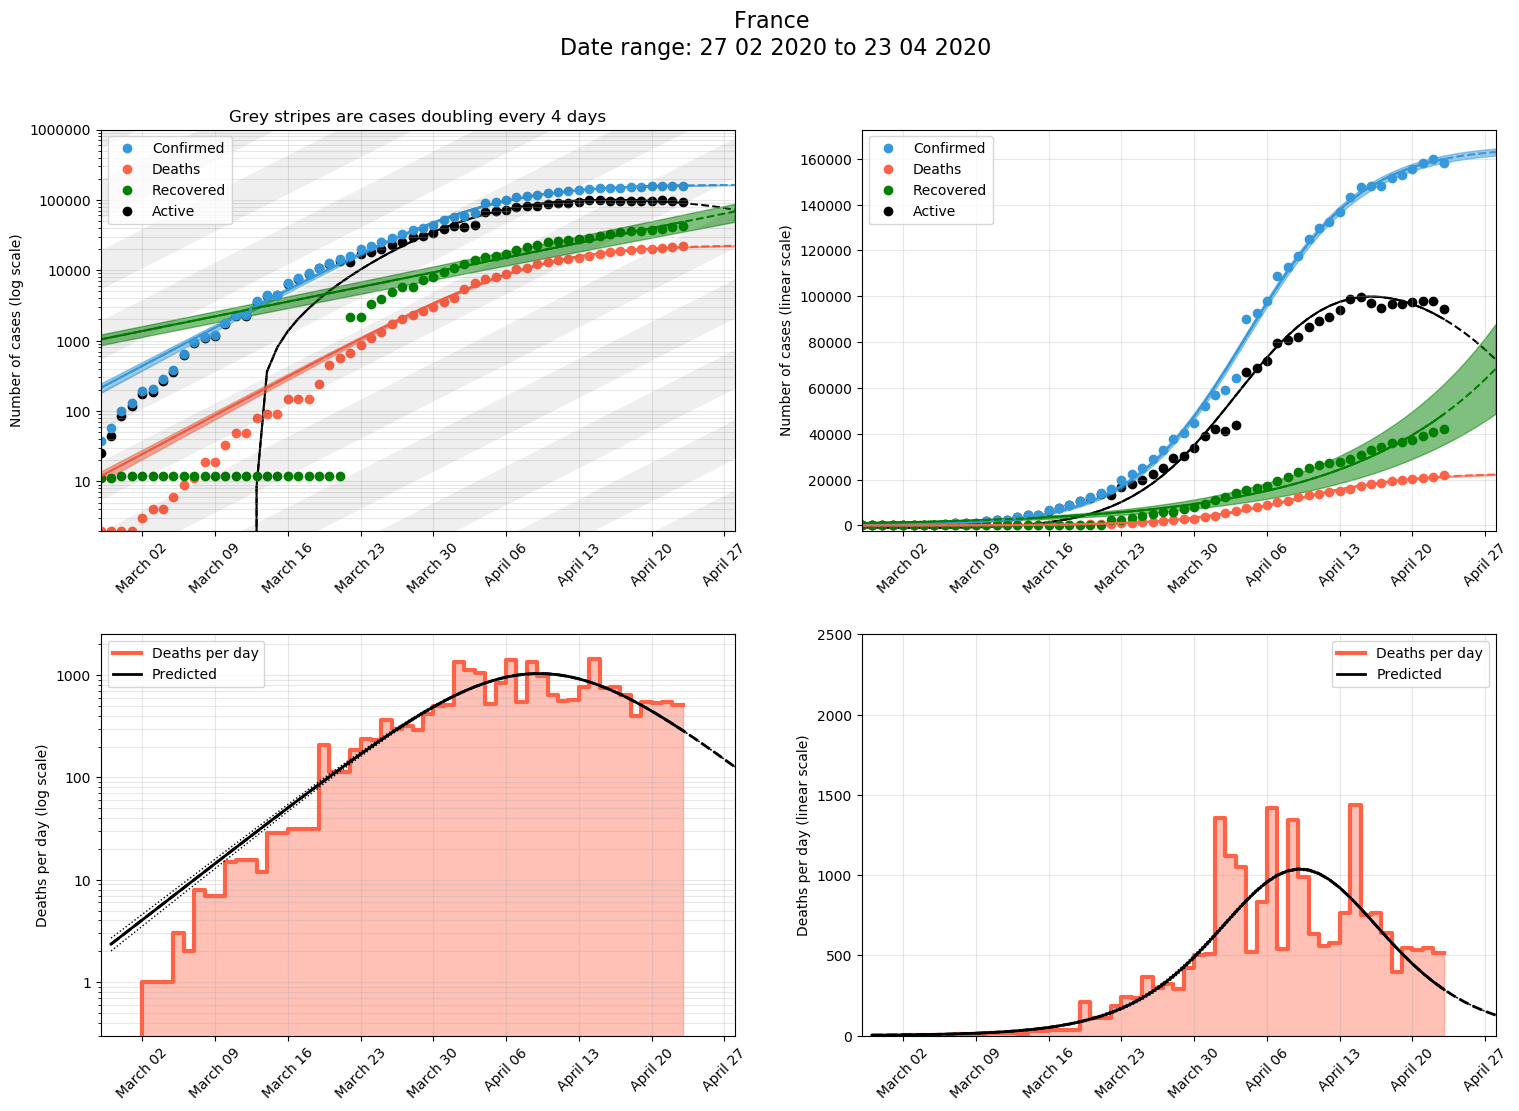 France
Date range: 27 02 2020 to 23 04 2020
Grey stripes are cases doubling every 4 days
Number of cases (log scale)
1000000
100000
10000
1000
100
10
Confirmed
Deaths
Recovered
Active
March 02
March 09
March 16
March 23
March 30
April 06
April 13
April 20
April 27
Number of cases (linear scale)
160000
140000
120000
100000
80000
60000
40000
20000
0
Confirmed
Deaths
Recovered
Active
March 02
March 09
March 16
March 23
March 30
April 06
April 13
April 20
April 27
Deaths per day (log scale)
1000
100
10
1
Deaths per day
Predicted
March 02
March 09
March 16
March 23
March 30
April 06
April 13
April 20
April 27
Deaths per day (linear scale)
2500
2000
1500
1000
500
0
Deaths per day
Predicted
March 02
March 09
March 16
March 23
March 30
April 06
April 13
April 20
April 27